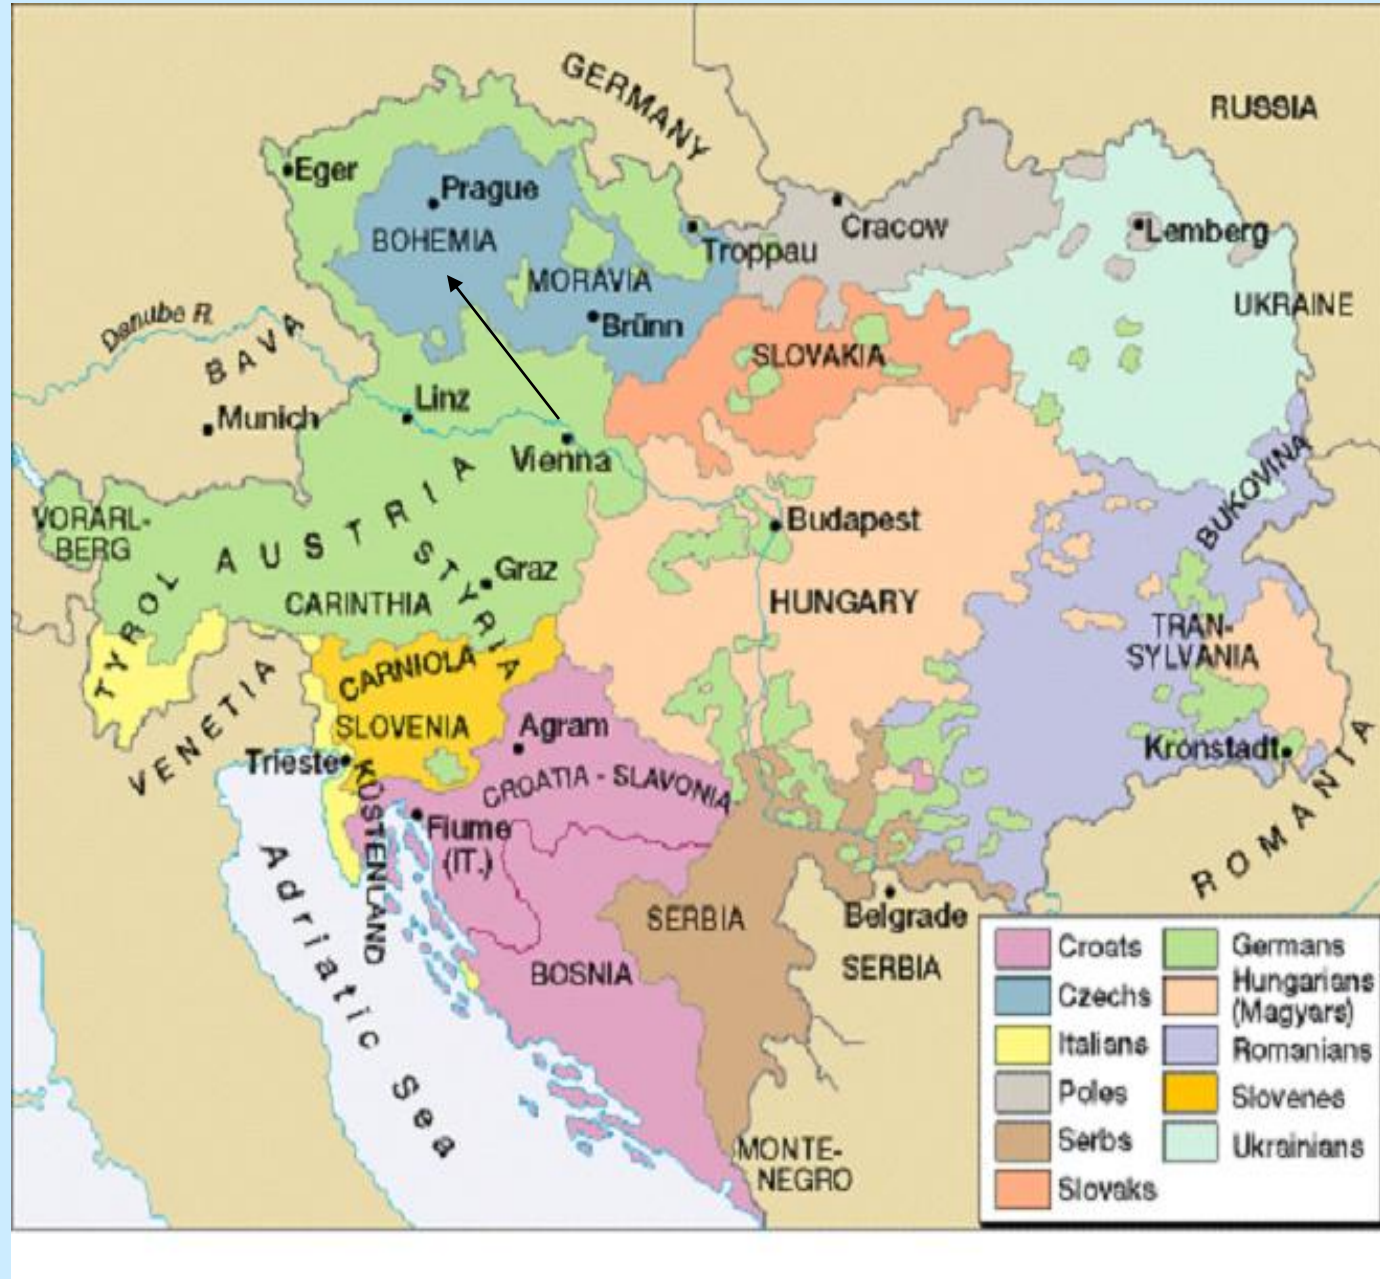 GERMANY
RUSSIA
Eger
Prague
BOHEMIA
Cracow
Lemberg
Troppau
MORAVIA
Brünn
UKRAINE
Danube R.
BAVA
SLOVAKIA
Linz
Munich
Vienna
BUKOVINA
VORARL-
BERG
Budapest
AUSTRIA
TYROL
STYRIA
Graz
CARINTHIA
HUNGARY
TRAN-
SYLVANIA
CARNIOLA
VENETIA
SLOVENIA
Agram
Trieste
Kronstadt
KÜSTENLAND
CROATIA - SLAVONIA
Fiume
(IT.)
ROMANTA
Adriatic Sea
SERBIA
Belgrade
BOSNIA
SERBIA
MONTE-
NEGRO
Croats
Czechs
Italians
Poles
Serbs
Slovaks
Germans
Hungarians
(Magyars)
Romanians
Slovenes
Ukrainians